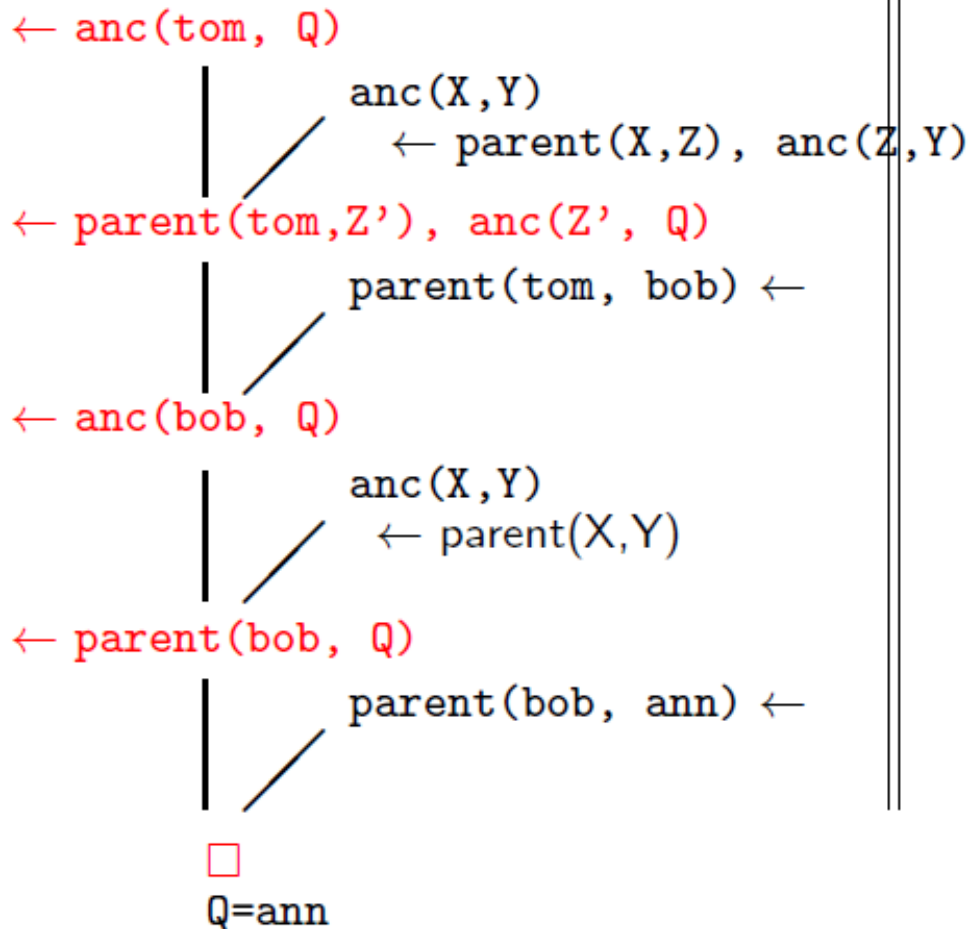 ← anc(tom, Q)
anc(X,Y)
← parent(X,Z), anc(Z,Y)
← parent(tom,Z’), anc(Z’, Q)
parent(tom, bob) ←
← anc(bob, Q)
anc(X,Y)
← parent(X,Y)
← parent(bob, Q)
parent(bob, ann) ←
□
Q=ann